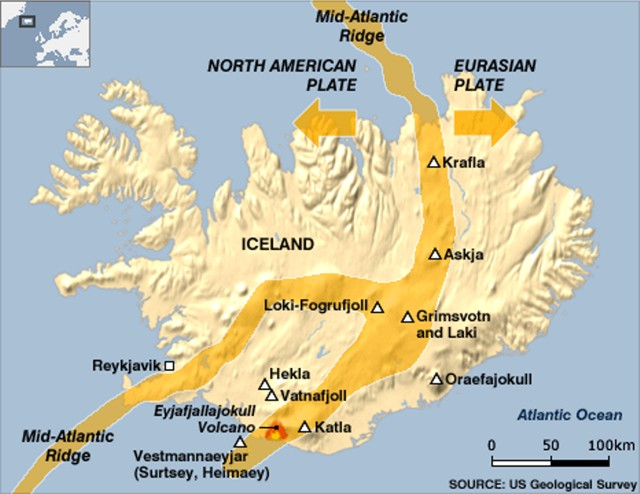 Mid-Atlantic
Ridge
NORTH AMERICAN
PLATE
EURASIAN
PLATE
Krafla
ICELAND
Askja
Loki-Fogrufjoll
Grimsvotn
and Laki
Reykjavik
Hekla
Vatnafjoll
Oraefajokull
Eyjafjallajokull
Volcano
Katla
Atlantic Ocean
Mid-Atlantic
Ridge
Vestmannaeyjar
(Surtsey, Heimaey)
0 50 100km
SOURCE: US Geological Survey